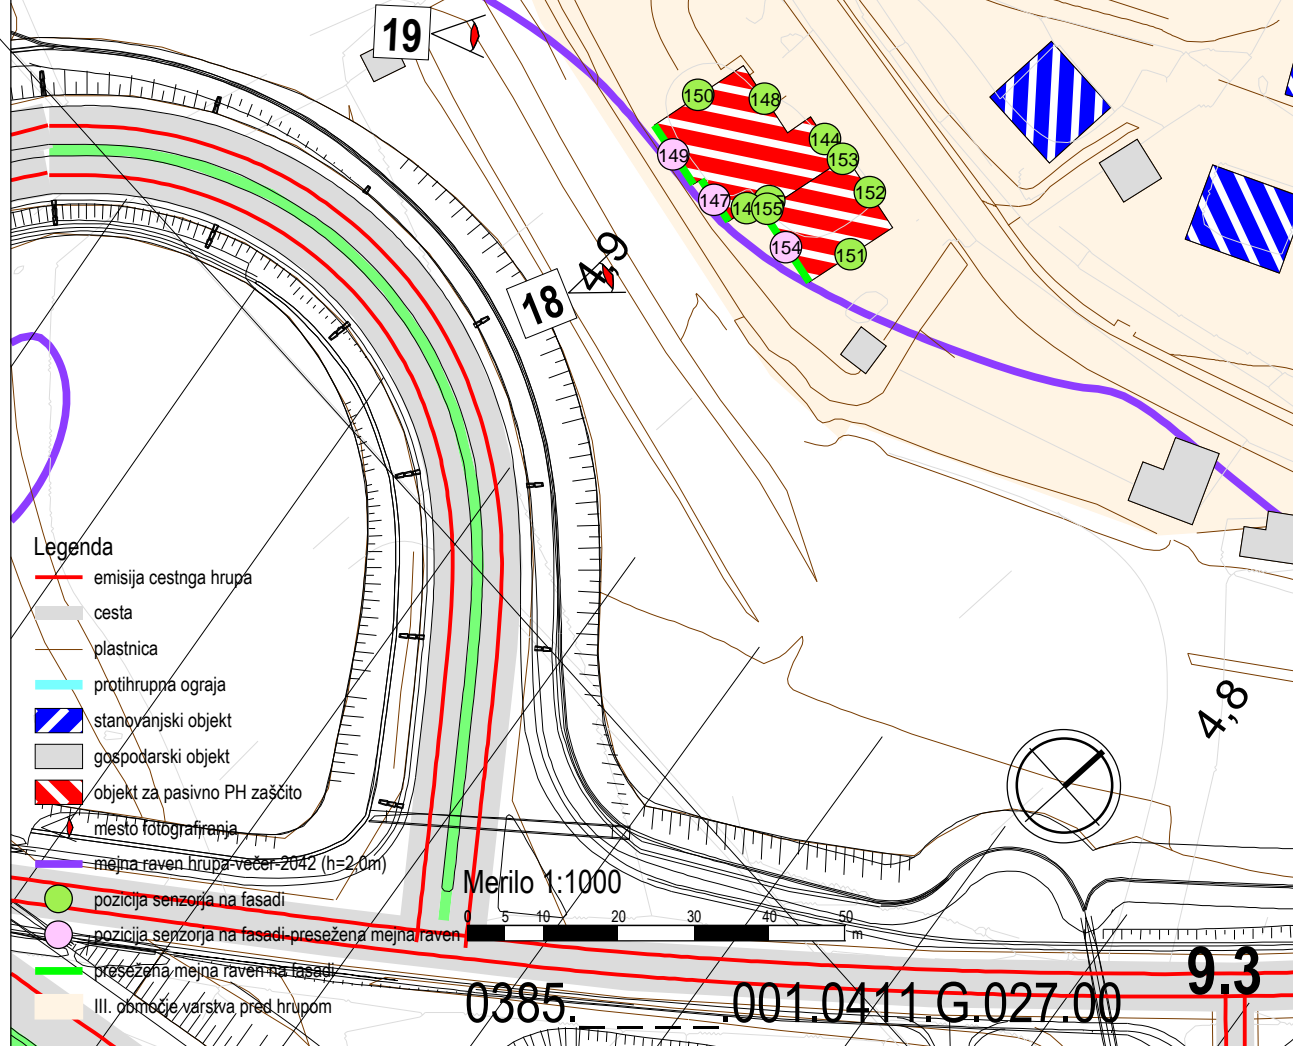 19
150
148
144
153
149
152
147
14
155
154
151
4,9
18
Legenda
emisija cestnga hrupa
cesta
plastnica
protihrupna ograja
stanovanjski objekt
gospodarski objekt
objekt za pasivno PH zaščito
mesto fotografiranja
mejna raven hrupa-večer-2042 (h=2,0m)
pozicija senzorja na fasadi
pozicija senzorja na fasadi-presežena mejna raven
presežena mejna raven na fasadi
III. območje varstva pred hrupom
4,8
Merilo 1:1000
0 5 10 20 30 40 50
m
9.3
0385._ _ _ _.001.0411.G.027.00